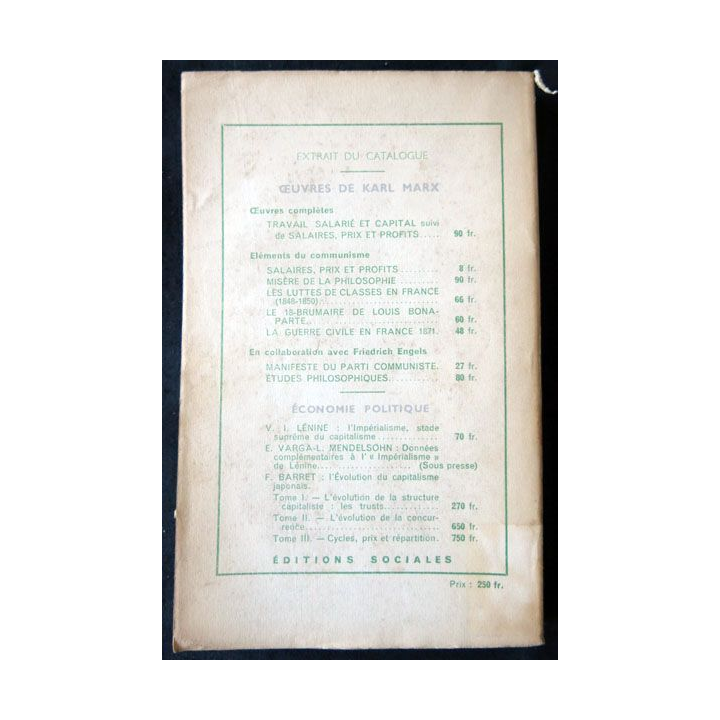 EXTRAIT DU CATALOGUE
ŒUVRES DE KARL MARX
Œuvres complètes
TRAVAIL SALARIÉ ET CAPITAL suivi
de SALAIRES, PRIX ET PROFITS..... 90 fr.
Eléments du communisme
SALAIRES, PRIX ET PROFITS......... 8 fr.
MISÈRE DE LA PHILOSOPHIE.......... 90 fr.
LES LUTTES DE CLASSES EN FRANCE
(1848-1850)........................... 66 fr.
LE 18-BRUMAIRE DE LOUIS BONA-
PARTE............................... 60 fr.
LA GUERRE CIVILE EN FRANCE 1871. 48 fr.
En collaboration avec Friedrich Engels
MANIFESTE DU PARTI COMMUNISTE. 27 fr.
ÉTUDES PHILOSOPHIQUES........... 80 fr.
ÉCONOMIE POLITIQUE
V. I. LÉNINE : l'Impérialisme, stade
suprême du capitalisme.............. 70 fr.
E. VARGA-L. MENDELSOHN : Données
complémentaires à l' « Impérialisme »
de Lénine..................... (Sous presse)
F. BARRET : l'Évolution du capitalisme
japonais.
Tome I. — L'évolution de la structure
capitaliste : les trusts............ 270 fr.
Tome II. — L'évolution de la concur-
rence............................. 650 fr.
Tome III. — Cycles, prix et répartition. 750 fr.
ÉDITIONS SOCIALES
Prix : 250 fr.